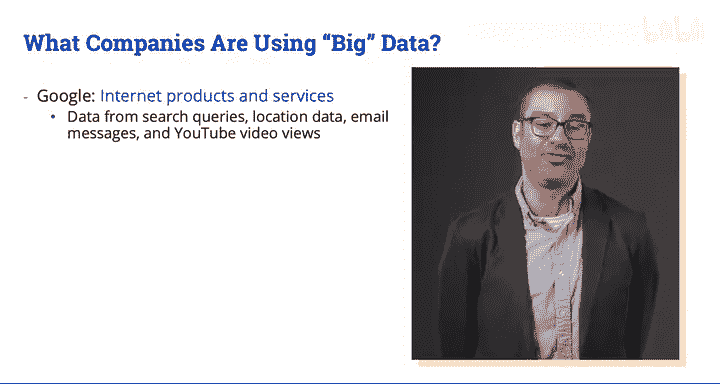 What Companies Are Using “Big” Data?
- Google: Internet products and services
• Data from search queries, location data, email
messages, and YouTube video views